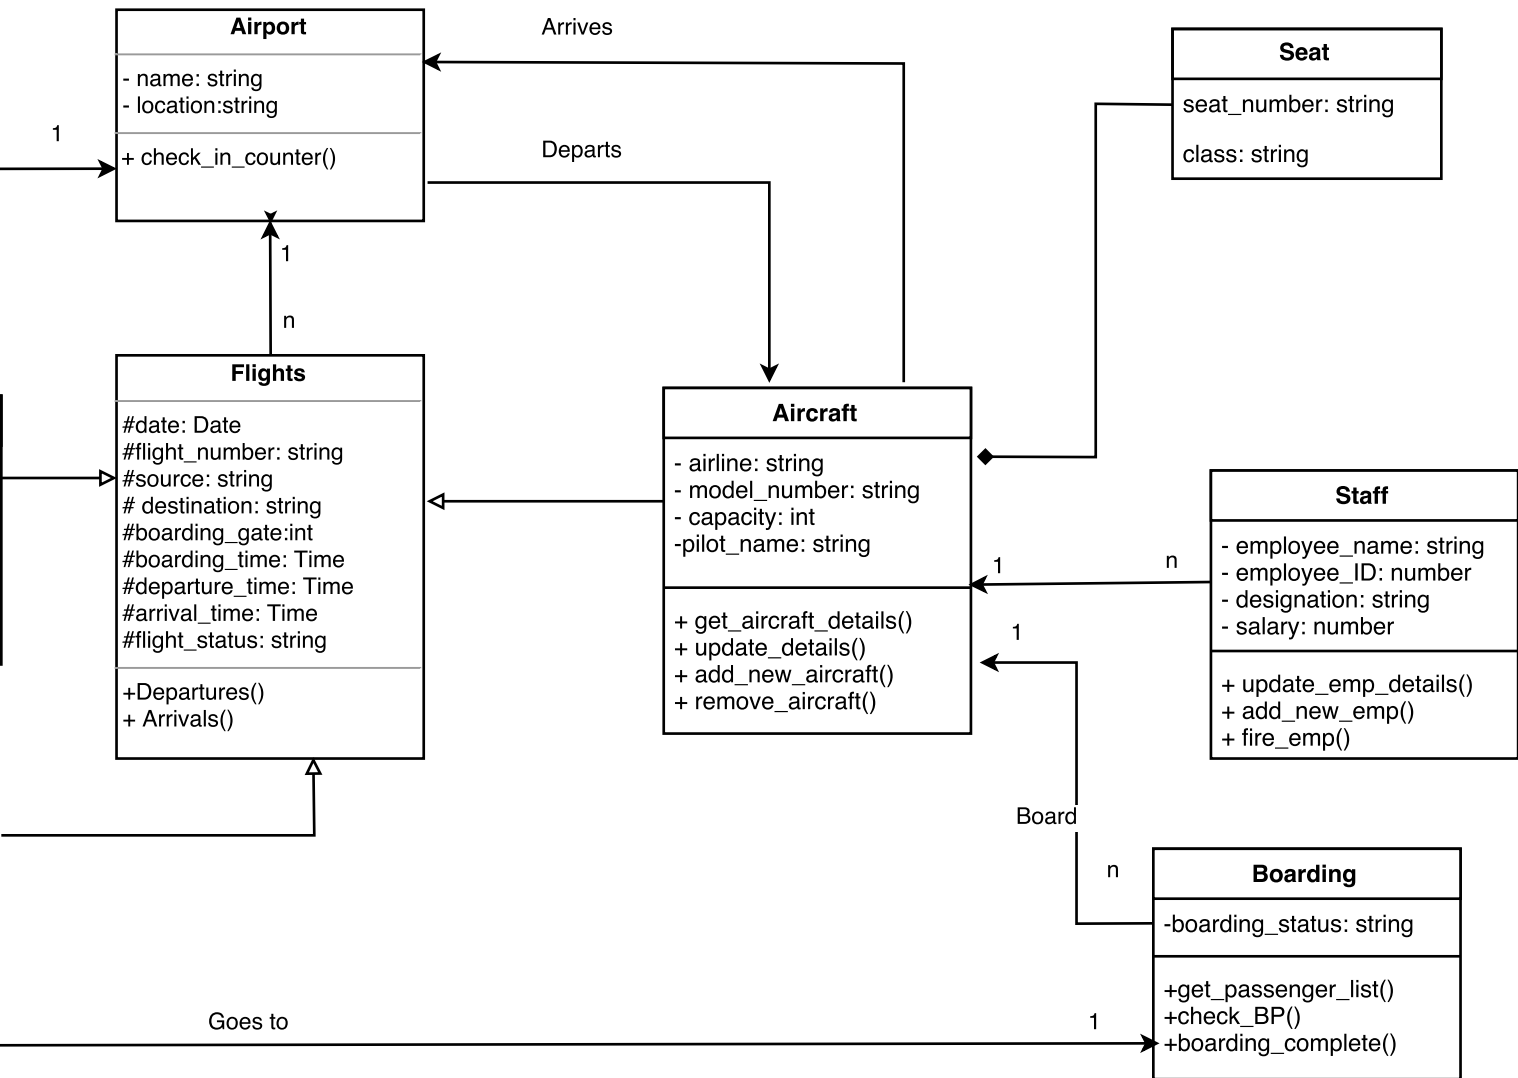 Airport
- name: string
- location:string
+ check_in_counter()
1
Arrives
Departs
Seat
seat_number: string
class: string
1
n
Flights
#date: Date
#flight_number: string
#source: string
# destination: string
#boarding_gate:int
#boarding_time: Time
#departure_time: Time
#arrival_time: Time
#flight_status: string
+Departures()
+ Arrivals()
Aircraft
- airline: string
- model_number: string
- capacity: int
-pilot_name: string
+ get_aircraft_details()
+ update_details()
+ add_new_aircraft()
+ remove_aircraft()
1
n
Staff
- employee_name: string
- employee_ID: number
- designation: string
- salary: number
+ update_emp_details()
+ add_new_emp()
+ fire_emp()
1
Board
n
Boarding
-boarding_status: string
+get_passenger_list()
+check_BP()
+boarding_complete()
Goes to
1